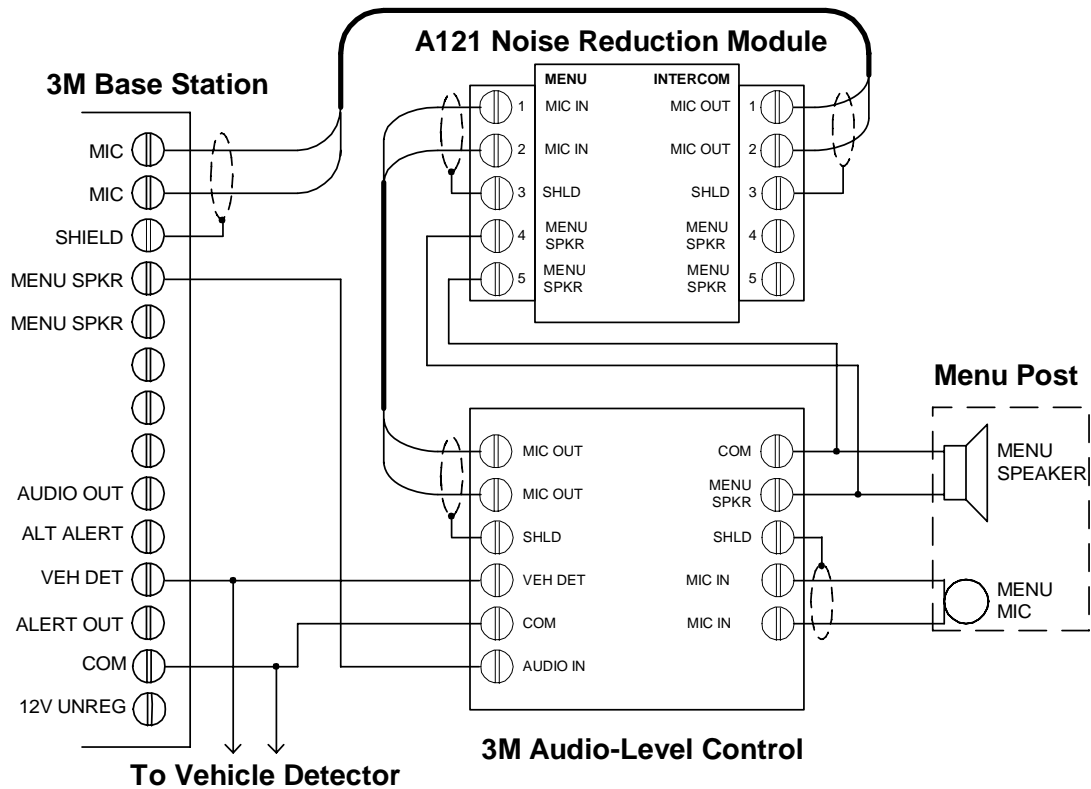 A121 Noise Reduction Module
3M Base Station
MENU INTERCOM
1 MIC IN MIC OUT 1
2 MIC IN MIC OUT 2
3 SHLD SHLD 3
4 MENU
SPKR
MENU
SPKR 4
5 MENU
SPKR
MENU
SPKR 5
MIC
MIC
SHIELD
MENU SPKR
MENU SPKR
AUDIO OUT
ALT ALERT
VEH DET
ALERT OUT
COM
12V UNREG
To Vehicle Detector
MIC OUT COM
MIC OUT MENU
SPKR
SHLD SHLD
VEH DET MIC IN
COM MIC IN
AUDIO IN
3M Audio-Level Control
Menu Post
MENU
SPEAKER
MENU
MIC